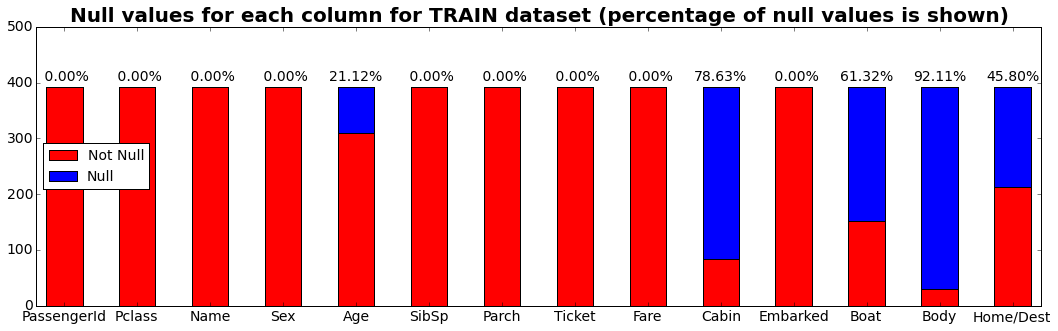 Null values for each column for TRAIN dataset (percentage of null values is shown)
500
400
300
200
100
0
0.00% 0.00% 0.00% 0.00% 21.12% 0.00% 0.00% 0.00% 0.00% 78.63% 0.00% 61.32% 92.11% 45.80%
Not Null
Null
PassengerId Pclass Name Sex Age SibSp Parch Ticket Fare Cabin Embarked Boat Body Home/Dest